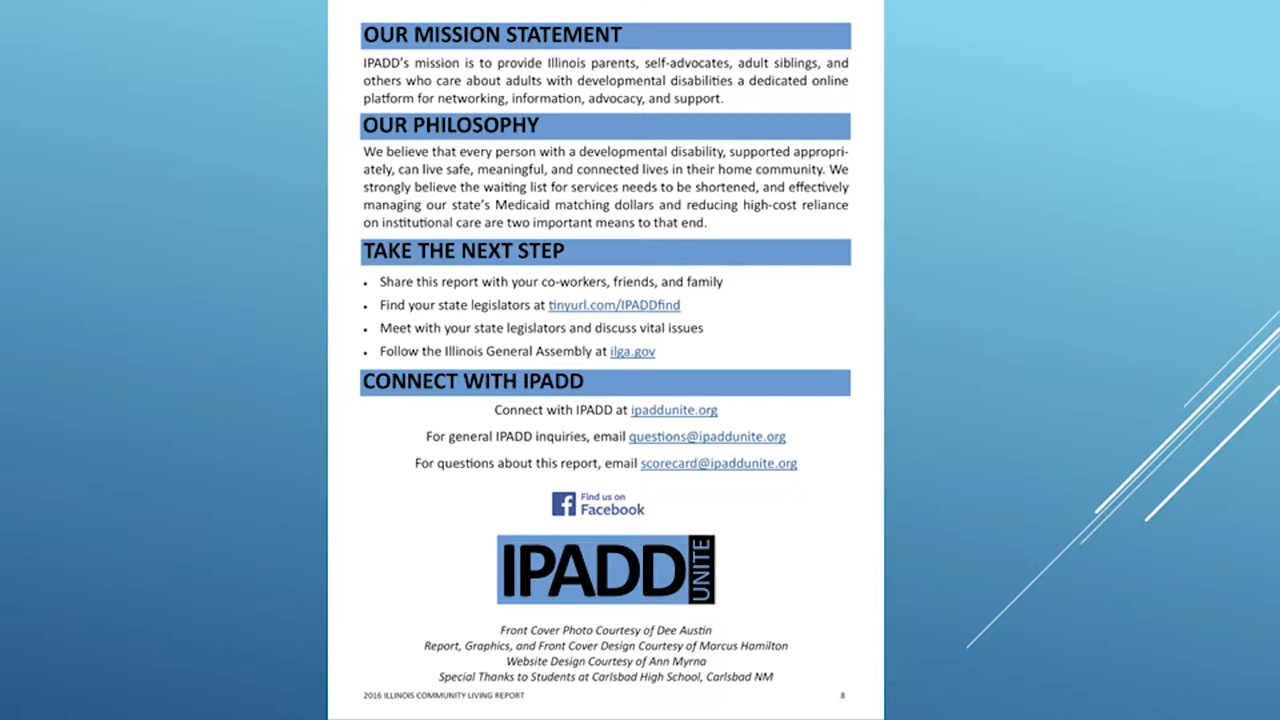 OUR MISSION STATEMENT
IPADD's mission is to provide Illinois parents, self-advocates, adult siblings, and
others who care about adults with developmental disabilities a dedicated online
platform for networking, information, advocacy, and support.
OUR PHILOSOPHY
We believe that every person with a developmental disability, supported appropri-
ately, can live safe, meaningful, and connected lives in their home community. We
strongly believe the waiting list for services needs to be shortened, and effectively
managing our state's Medicaid matching dollars and reducing high-cost reliance
on institutional care are two important means to that end.
TAKE THE NEXT STEP
• Share this report with your co-workers, friends, and family
• Find your state legislators at tinyurl.com/IPADDfind
• Meet with your state legislators and discuss vital issues
• Follow the Illinois General Assembly at ilga.gov
CONNECT WITH IPADD
Connect with IPADD at ipaddunite.org
For general IPADD inquiries, email questions@ipaddunite.org
For questions about this report, email scorecard@ipaddunite.org
Find us on
Facebook
IPADD UNITE
Front Cover Photo Courtesy of Dee Austin
Report, Graphics, and Front Cover Design Courtesy of Marcus Hamilton
Website Design Courtesy of Ann Myrna
Special Thanks to Students at Carlsbad High School, Carlsbad NM
2016 ILLINOIS COMMUNITY LIVING REPORT 8